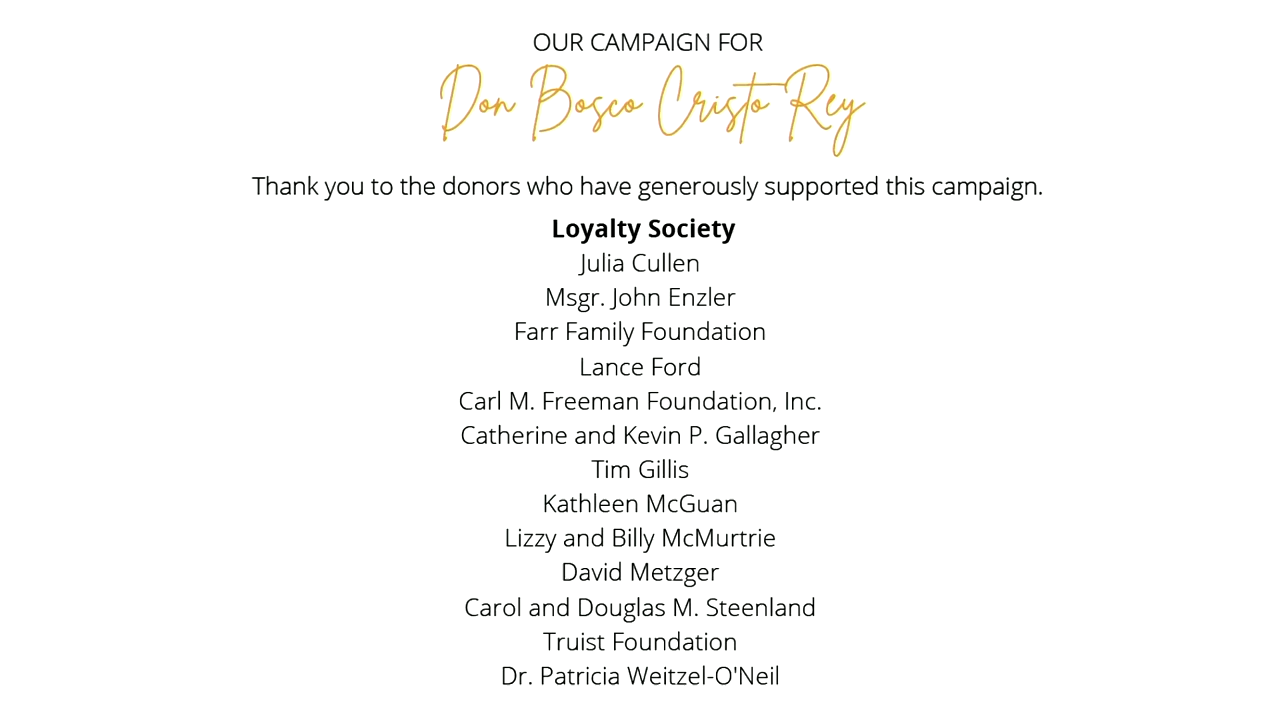 OUR CAMPAIGN FOR
Don Bosco Cristo Rey
Thank you to the donors who have generously supported this campaign.
Loyalty Society
Julia Cullen
Msgr. John Enzler
Farr Family Foundation
Lance Ford
Carl M. Freeman Foundation, Inc.
Catherine and Kevin P. Gallagher
Tim Gillis
Kathleen McGuan
Lizzy and Billy McMurtrie
David Metzger
Carol and Douglas M. Steenland
Truist Foundation
Dr. Patricia Weitzel-O'Neil